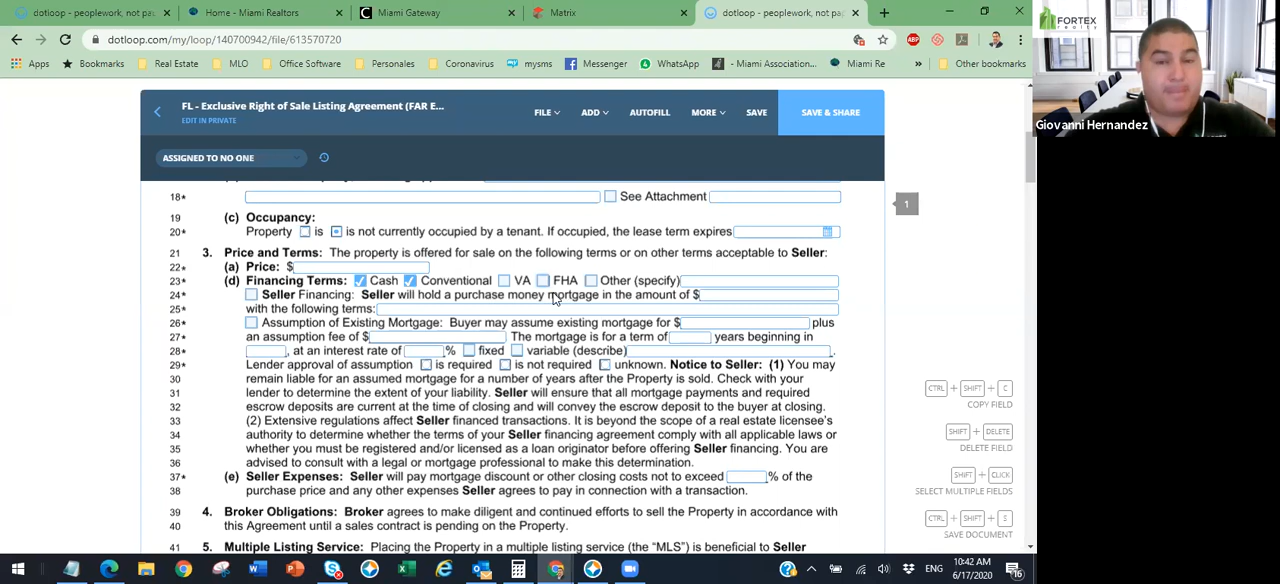 dotloop - peoplework, not pa
Home - Miami Realtors
Miami Gateway
Matrix
dotloop - peoplework, not pap
dotloop.com/my/loop/140700942/file/613570720
Apps
Bookmarks
Real Estate
MLO
Office Software
Personales
Coronavirus
mysms
Messenger
WhatsApp
- Miami Association...
Miami Re
»
Other bookmarks
FORTEX
realty
Giovanni Hernandez
FL - Exclusive Right of Sale Listing Agreement (FAR E...
EDIT IN PRIVATE
FILE
ADD
AUTOFILL
MORE
SAVE
SAVE & SHARE
ASSIGNED TO NO ONE
1
18* See Attachment
19 (c) Occupancy:
20* Property is is not currently occupied by a tenant. If occupied, the lease term expires
21 3. Price and Terms: The property is offered for sale on the following terms or on other terms acceptable to Seller:
22* (a) Price: $
23* (d) Financing Terms: Cash Conventional VA FHA Other (specify)
24* Seller Financing: Seller will hold a purchase money mortgage in the amount of $
25* with the following terms:
26* Assumption of Existing Mortgage: Buyer may assume existing mortgage for $ plus
27* an assumption fee of $ The mortgage is for a term of years beginning in
28* , at an interest rate of % fixed variable (describe) .
29* Lender approval of assumption is required is not required unknown. Notice to Seller: (1) You may
30 remain liable for an assumed mortgage for a number of years after the Property is sold. Check with your
31 lender to determine the extent of your liability. Seller will ensure that all mortgage payments and required
32 escrow deposits are current at the time of closing and will convey the escrow deposit to the buyer at closing.
33 (2) Extensive regulations affect Seller financed transactions. It is beyond the scope of a real estate licensee's
34 authority to determine whether the terms of your Seller financing agreement comply with all applicable laws or
35 whether you must be registered and/or licensed as a loan originator before offering Seller financing. You are
36 advised to consult with a legal or mortgage professional to make this determination.
37* (e) Seller Expenses: Seller will pay mortgage discount or other closing costs not to exceed % of the
38 purchase price and any other expenses Seller agrees to pay in connection with a transaction.
39 4. Broker Obligations: Broker agrees to make diligent and continued efforts to sell the Property in accordance with
40 this Agreement until a sales contract is pending on the Property.
41 5. Multiple Listing Service: Placing the Property in a multiple listing service (the "MLS") is beneficial to Seller
CTRL + SHIFT + C
COPY FIELD
SHIFT + DELETE
DELETE FIELD
SHIFT + CLICK
SELECT MULTIPLE FIELDS
CTRL + SHIFT + S
SAVE DOCUMENT
ENG
10:42 AM
6/17/2020
16